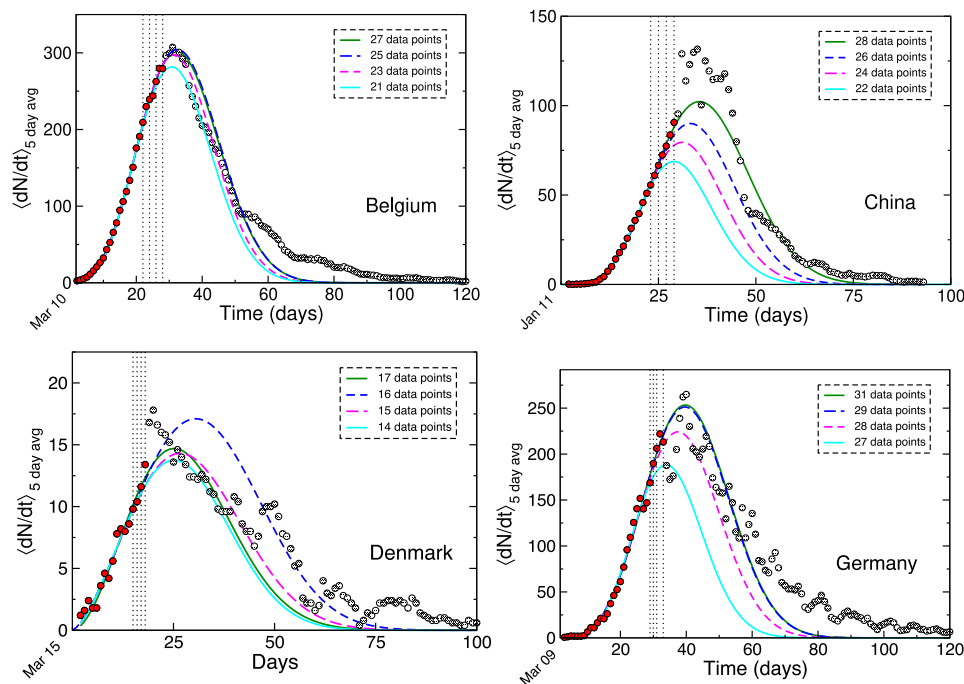 ⟨dN/dt⟩5 day avg
300
200
100
0
27 data points
25 data points
23 data points
21 data points
Belgium
Mar 10
20
40
60
80
100
120
Time (days)
⟨dN/dt⟩5 day avg
150
100
50
0
28 data points
26 data points
24 data points
22 data points
China
Jan 11
25
50
75
100
Time (days)
⟨dN/dt⟩5 day avg
20
15
10
5
0
17 data points
16 data points
15 data points
14 data points
Denmark
Mar 15
25
50
75
100
Days
⟨dN/dt⟩5 day avg
250
200
150
100
50
0
31 data points
29 data points
28 data points
27 data points
Germany
Mar 09
20
40
60
80
100
120
Time (days)